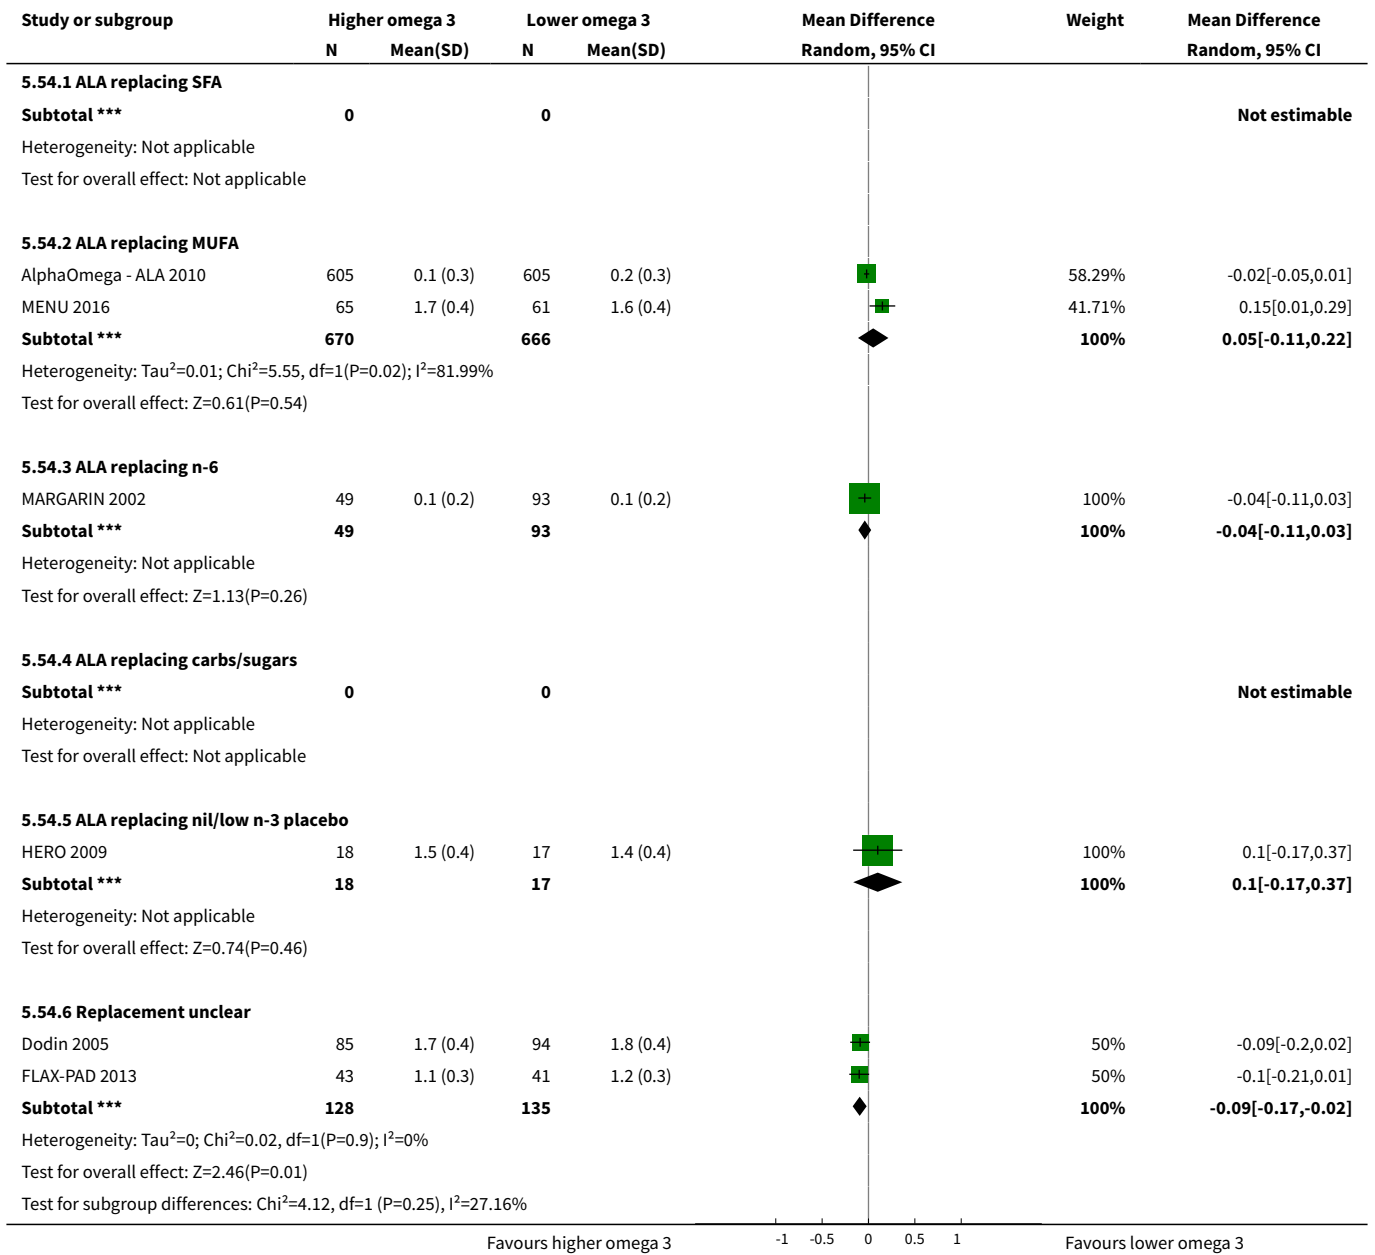 Study or subgroup Higher omega 3 Lower omega 3 Mean Difference Weight Mean Difference
N Mean(SD) N Mean(SD) Random, 95% CI Random, 95% CI
5.54.1 ALA replacing SFA
Subtotal *** 0 0 Not estimable
Heterogeneity: Not applicable
Test for overall effect: Not applicable
5.54.2 ALA replacing MUFA
AlphaOmega - ALA 2010 605 0.1 (0.3) 605 0.2 (0.3) 58.29% -0.02[-0.05,0.01]
MENU 2016 65 1.7 (0.4) 61 1.6 (0.4) 41.71% 0.15[0.01,0.29]
Subtotal *** 670 666 100% 0.05[-0.11,0.22]
Heterogeneity: Tau²=0.01; Chi²=5.55, df=1(P=0.02); I²=81.99%
Test for overall effect: Z=0.61(P=0.54)
5.54.3 ALA replacing n-6
MARGARIN 2002 49 0.1 (0.2) 93 0.1 (0.2) 100% -0.04[-0.11,0.03]
Subtotal *** 49 93 100% -0.04[-0.11,0.03]
Heterogeneity: Not applicable
Test for overall effect: Z=1.13(P=0.26)
5.54.4 ALA replacing carbs/sugars
Subtotal *** 0 0 Not estimable
Heterogeneity: Not applicable
Test for overall effect: Not applicable
5.54.5 ALA replacing nil/low n-3 placebo
HERO 2009 18 1.5 (0.4) 17 1.4 (0.4) 100% 0.1[-0.17,0.37]
Subtotal *** 18 17 100% 0.1[-0.17,0.37]
Heterogeneity: Not applicable
Test for overall effect: Z=0.74(P=0.46)
5.54.6 Replacement unclear
Dodin 2005 85 1.7 (0.4) 94 1.8 (0.4) 50% -0.09[-0.2,0.02]
FLAX-PAD 2013 43 1.1 (0.3) 41 1.2 (0.3) 50% -0.1[-0.21,0.01]
Subtotal *** 128 135 100% -0.09[-0.17,-0.02]
Heterogeneity: Tau²=0; Chi²=0.02, df=1(P=0.9); I²=0%
Test for overall effect: Z=2.46(P=0.01)
Test for subgroup differences: Chi²=4.12, df=1 (P=0.25), I²=27.16%
Favours higher omega 3 -1 -0.5 0 0.5 1 Favours lower omega 3